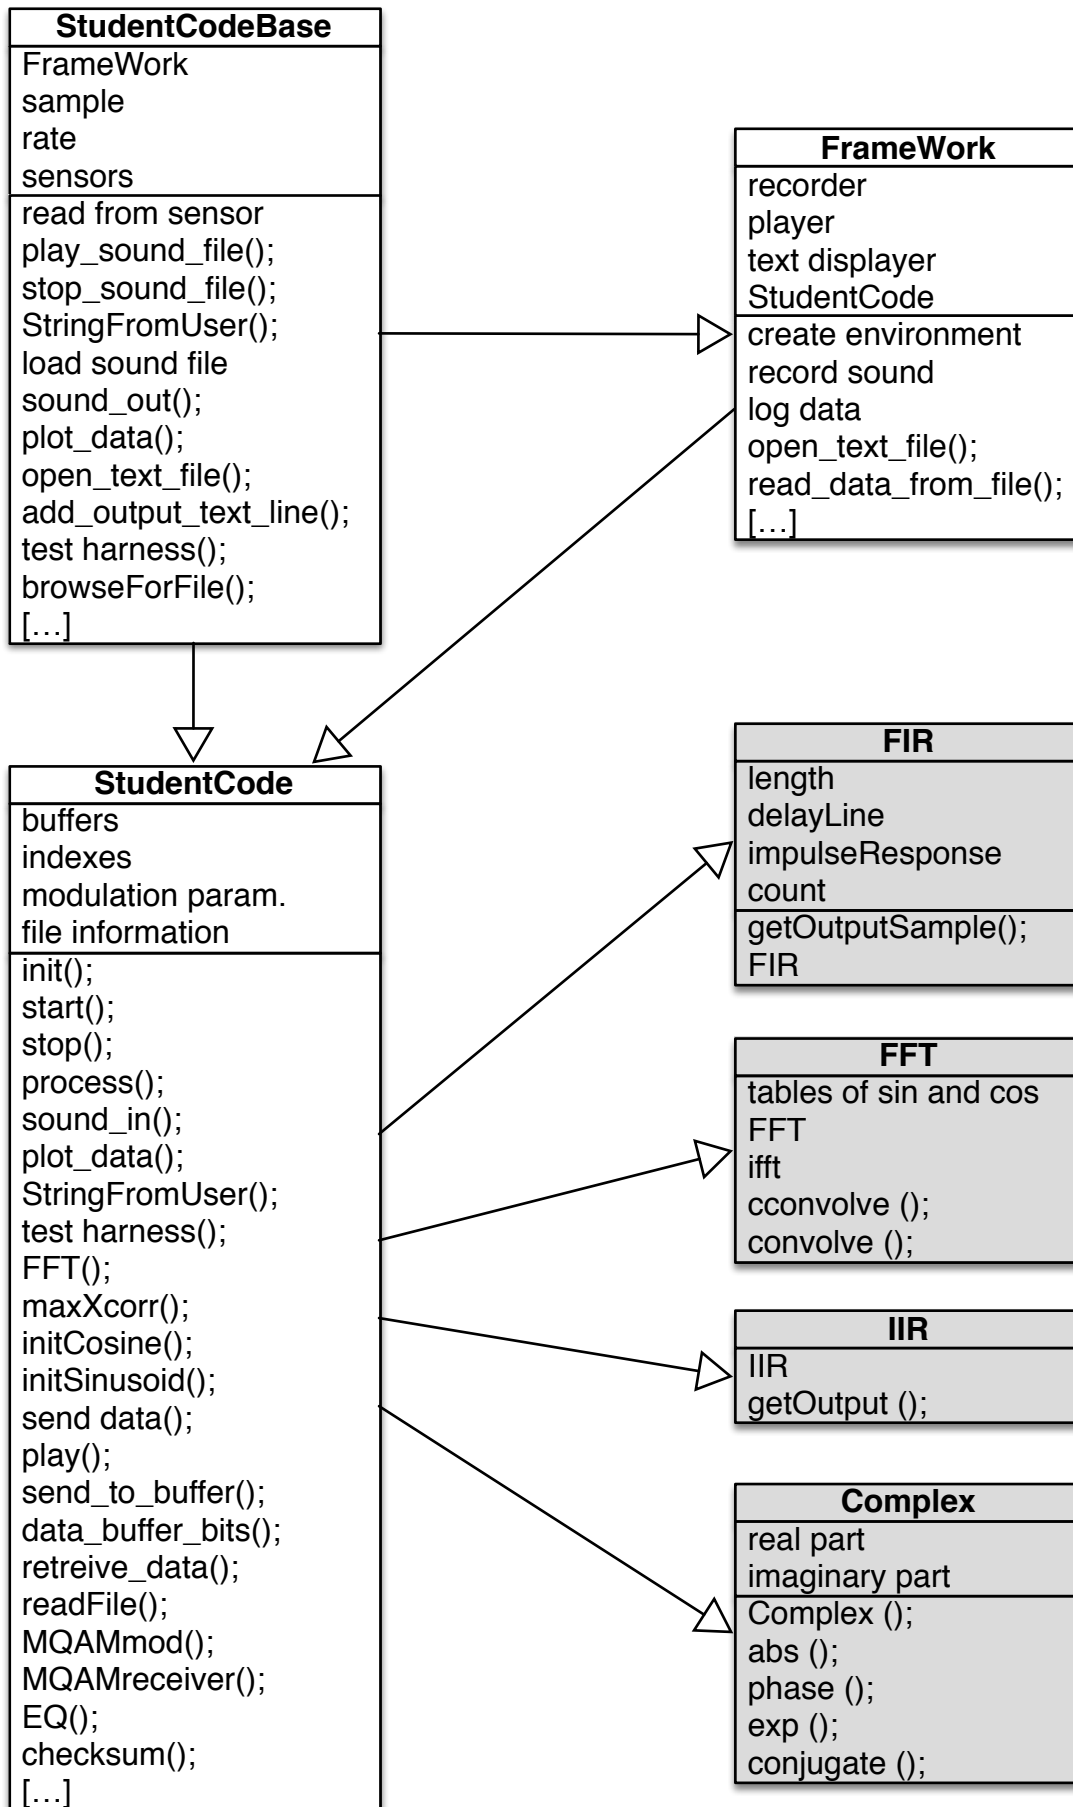 StudentCodeBase
FrameWork
sample
rate
sensors
read from sensor
play_sound_file();
stop_sound_file();
StringFromUser();
load sound file
sound_out();
plot_data();
open_text_file();
add_output_text_line();
test harness();
browseForFile();
[…]
FrameWork
recorder
player
text displayer
StudentCode
create environment
record sound
log data
open_text_file();
read_data_from_file();
[…]
StudentCode
buffers
indexes
modulation param.
file information
init();
start();
stop();
process();
sound_in();
plot_data();
StringFromUser();
test harness();
FFT();
maxXcorr();
initCosine();
initSinusoid();
send data();
play();
send_to_buffer();
data_buffer_bits();
retreive_data();
readFile();
MQAMmod();
MQAMreceiver();
EQ();
checksum();
[…]
FIR
length
delayLine
impulseResponse
count
getOutputSample();
FIR
FFT
tables of sin and cos
FFT
ifft
cconvolve ();
convolve ();
IIR
IIR
getOutput ();
Complex
real part
imaginary part
Complex ();
abs ();
phase ();
exp ();
conjugate ();